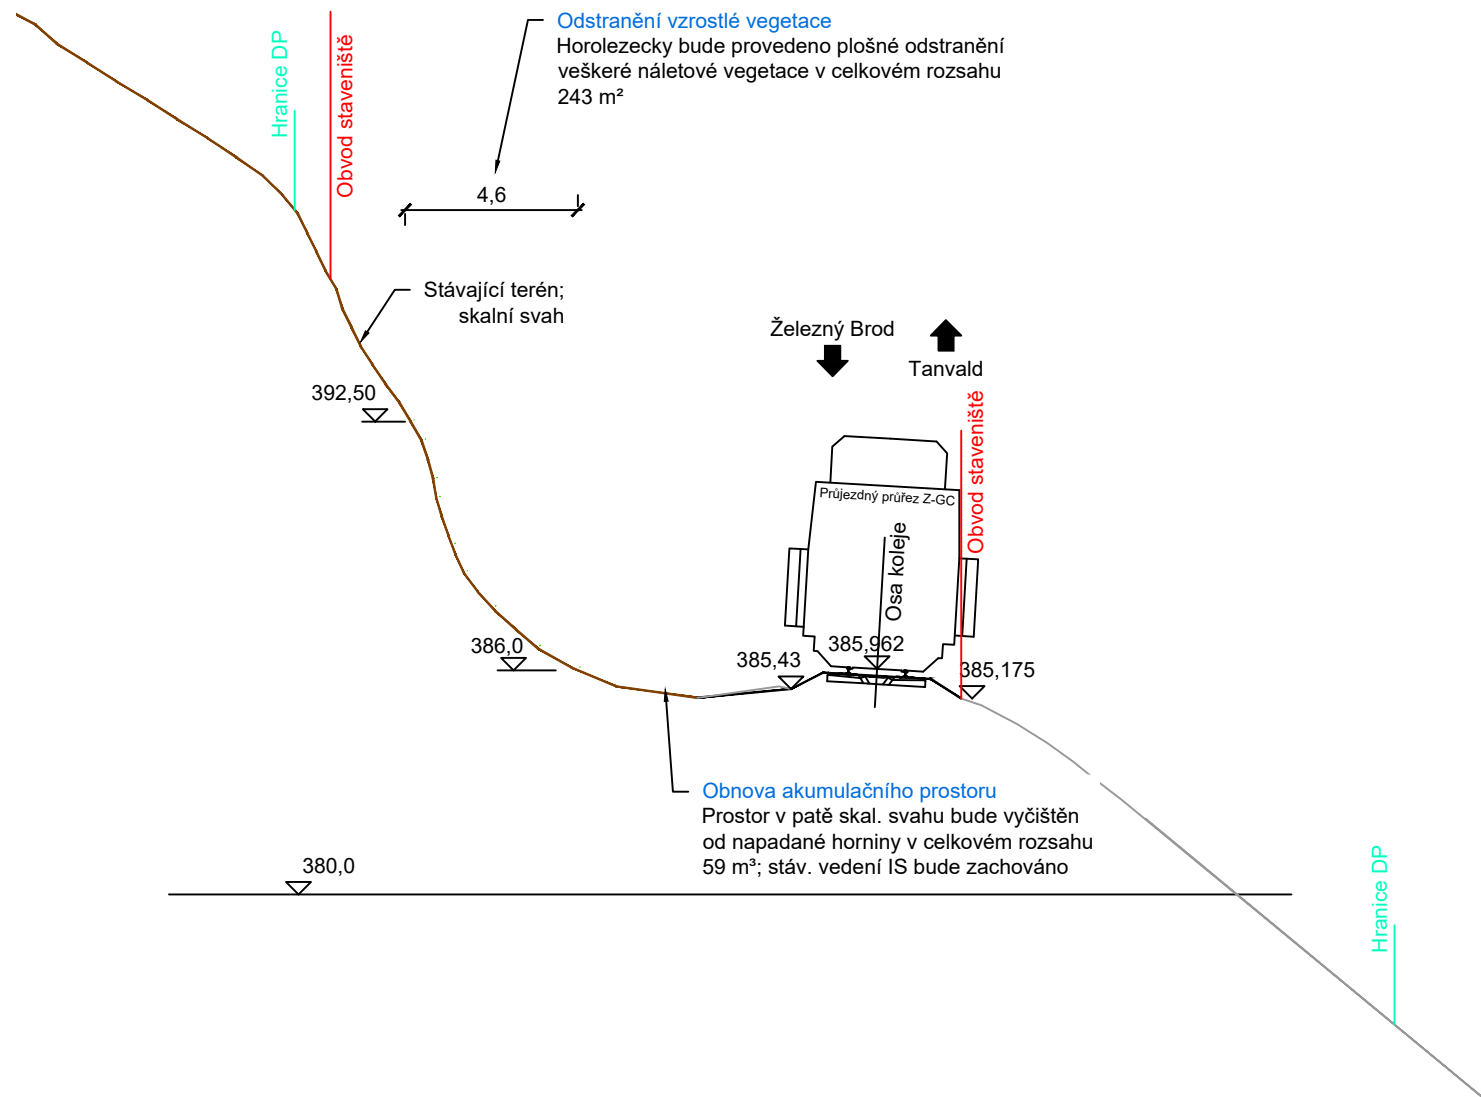 Odstranění vzrostlé vegetace
Horolezecky bude provedeno plošné odstranění
veškeré náletové vegetace v celkovém rozsahu
243 m²
Hranice DP
Obvod staveniště
4,6
Stávající terén;
skalní svah
Železný Brod
Tanvald
392,50
Obvod staveniště
Průjezdný průřez Z-GC
Osa koleje
386,0
385,43
385,962
385,175
Obnova akumulačního prostoru
Prostor v patě skal. svahu bude vyčištěn
od napadané horniny v celkovém rozsahu
59 m³; stáv. vedení IS bude zachováno
380,0
Hranice DP